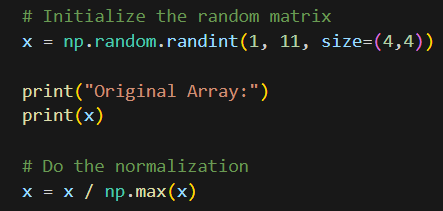 # Initialize the random matrix
x = np.random.randint(1, 11, size=(4,4))
print("Original Array:")
print(x)
# Do the normalization
x = x / np.max(x)